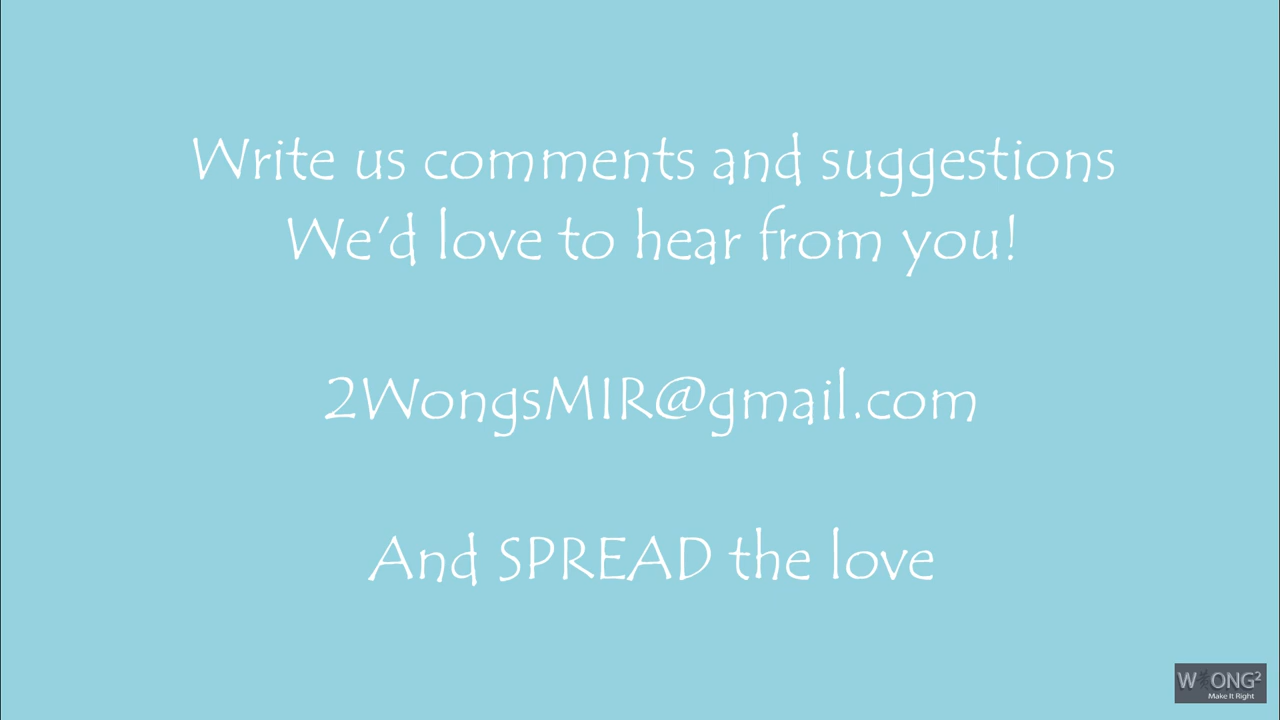 Write us comments and suggestions
We'd love to hear from you!
2WongsMIR@gmail.com
And SPREAD the love
WONG²
Make It Right